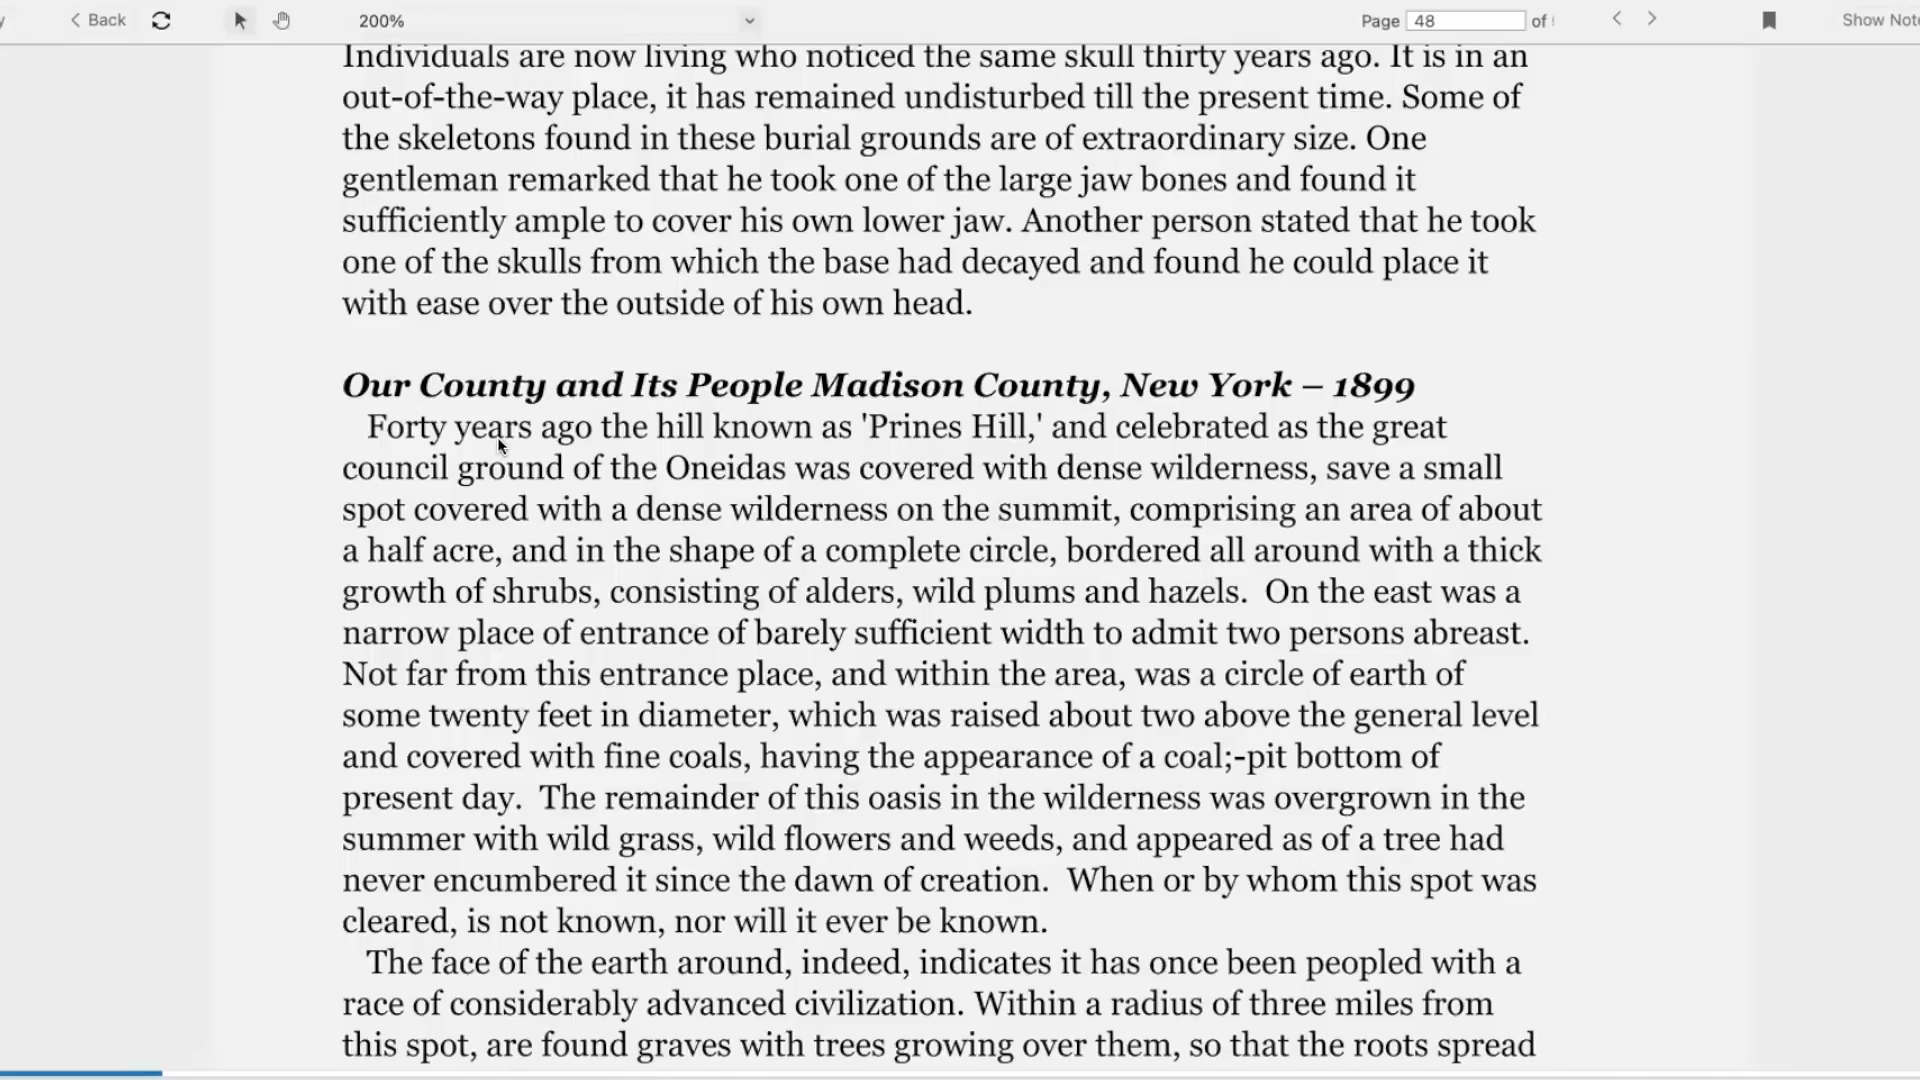 Back
200%
Page 48 of
Show Note
Individuals are now living who noticed the same skull thirty years ago. It is in an
out-of-the-way place, it has remained undisturbed till the present time. Some of
the skeletons found in these burial grounds are of extraordinary size. One
gentleman remarked that he took one of the large jaw bones and found it
sufficiently ample to cover his own lower jaw. Another person stated that he took
one of the skulls from which the base had decayed and found he could place it
with ease over the outside of his own head.
Our County and Its People Madison County, New York – 1899
Forty years ago the hill known as 'Prines Hill,' and celebrated as the great
council ground of the Oneidas was covered with dense wilderness, save a small
spot covered with a dense wilderness on the summit, comprising an area of about
a half acre, and in the shape of a complete circle, bordered all around with a thick
growth of shrubs, consisting of alders, wild plums and hazels.  On the east was a
narrow place of entrance of barely sufficient width to admit two persons abreast.
Not far from this entrance place, and within the area, was a circle of earth of
some twenty feet in diameter, which was raised about two above the general level
and covered with fine coals, having the appearance of a coal;-pit bottom of
present day.  The remainder of this oasis in the wilderness was overgrown in the
summer with wild grass, wild flowers and weeds, and appeared as of a tree had
never encumbered it since the dawn of creation.  When or by whom this spot was
cleared, is not known, nor will it ever be known.
The face of the earth around, indeed, indicates it has once been peopled with a
race of considerably advanced civilization. Within a radius of three miles from
this spot, are found graves with trees growing over them, so that the roots spread